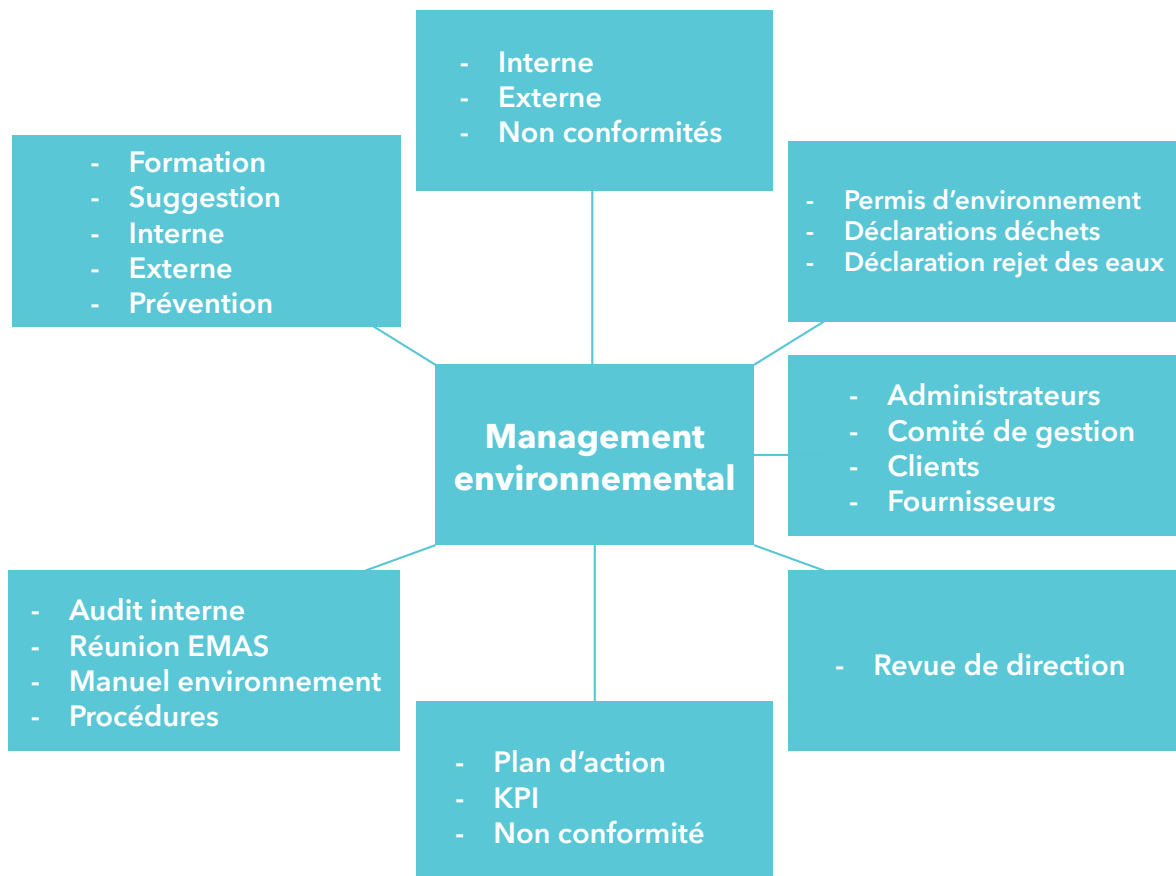 - Interne
- Externe
- Non conformités
- Formation
- Suggestion
- Interne
- Externe
- Prévention
- Permis d’environnement
- Déclarations déchets
- Déclaration rejet des eaux
Management
environnemental
- Administrateurs
- Comité de gestion
- Clients
- Fournisseurs
- Audit interne
- Réunion EMAS
- Manuel environnement
- Procédures
- Revue de direction
- Plan d’action
- KPI
- Non conformité